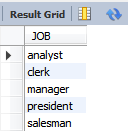 Result Grid
JOB
analyst
clerk
manager
president
salesman